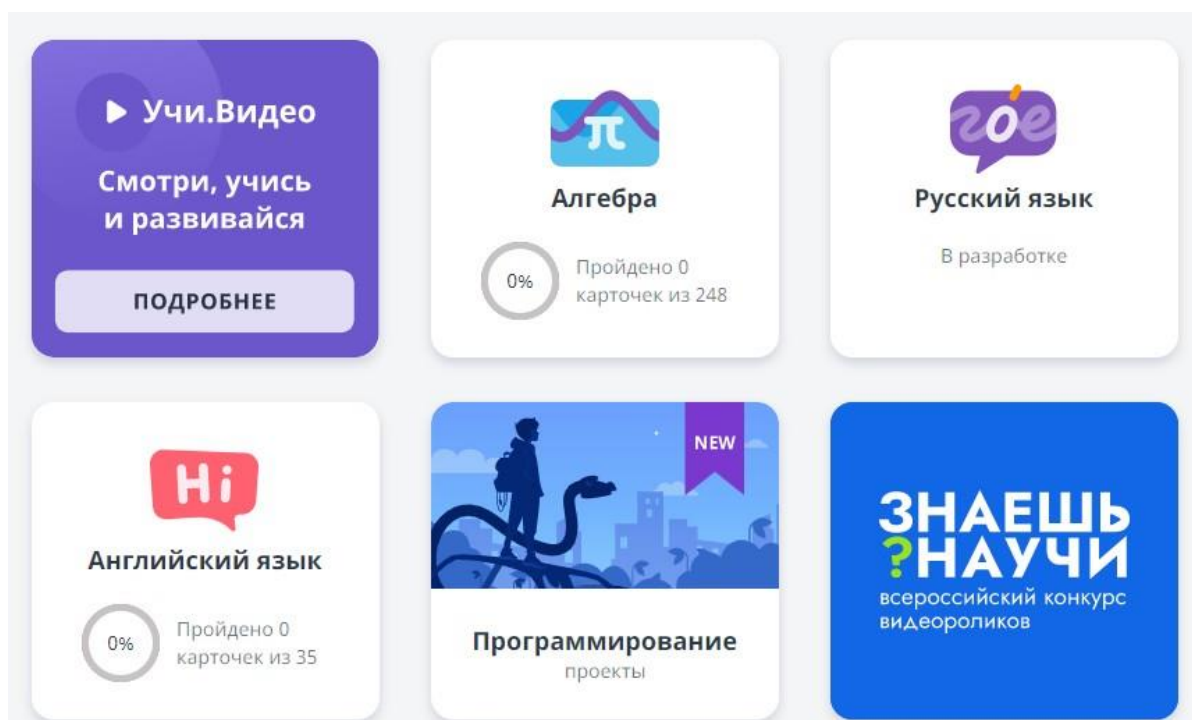 Учи.Видео
Смотри, учись
и развивайся
ПОДРОБНЕЕ
π
Алгебра
0%
Пройдено 0
карточек из 248
гóе
Русский язык
В разработке
Hi
Английский язык
0%
Пройдено 0
карточек из 35
NEW
Программирование
проекты
ЗНАЕШЬ
?НАУЧИ
всероссийский конкурс
видеороликов